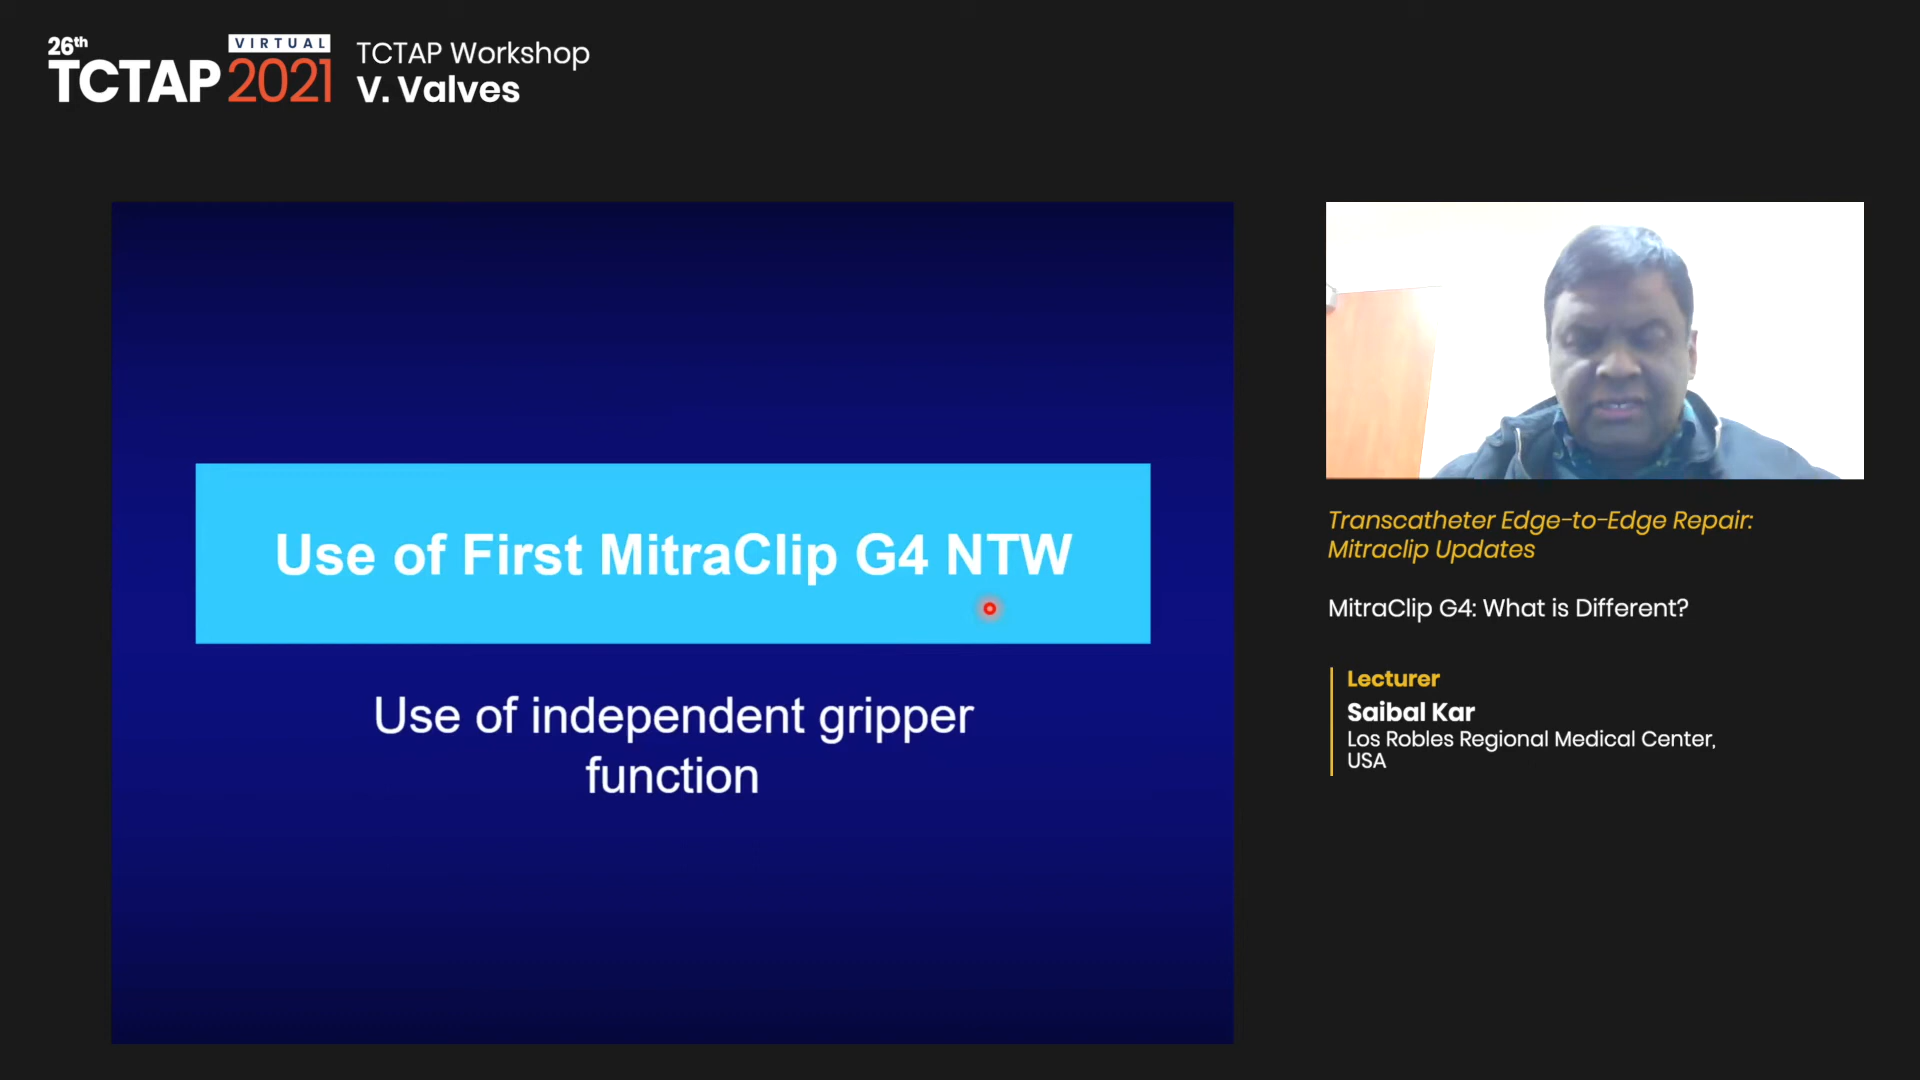 26th
VIRTUAL
TCTAP 2021
TCTAP Workshop
V. Valves
Use of First MitraClip G4 NTW
Use of independent gripper
function
Transcatheter Edge-to-Edge Repair:
Mitraclip Updates
MitraClip G4: What is Different?
Lecturer
Saibal Kar
Los Robles Regional Medical Center,
USA